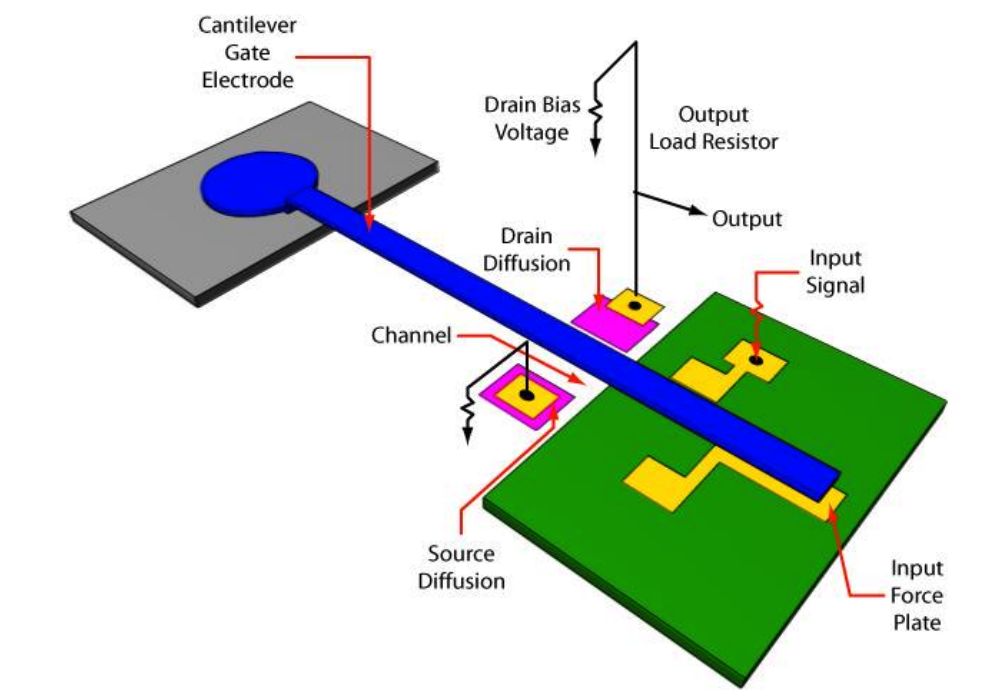 Cantilever
Gate
Electrode
Drain Bias
Voltage
Output
Load Resistor
Output
Drain
Diffusion
Input
Signal
Channel
Source
Diffusion
Input
Force
Plate